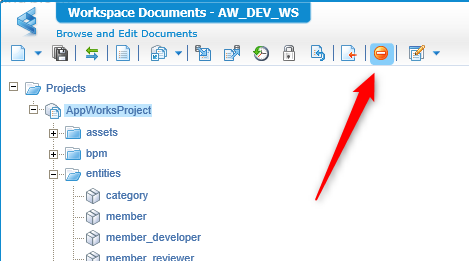 Workspace Documents - AW_DEV_WS
Browse and Edit Documents
Projects
AppWorksProject
assets
bpm
entities
category
member
member_developer
member_reviewer